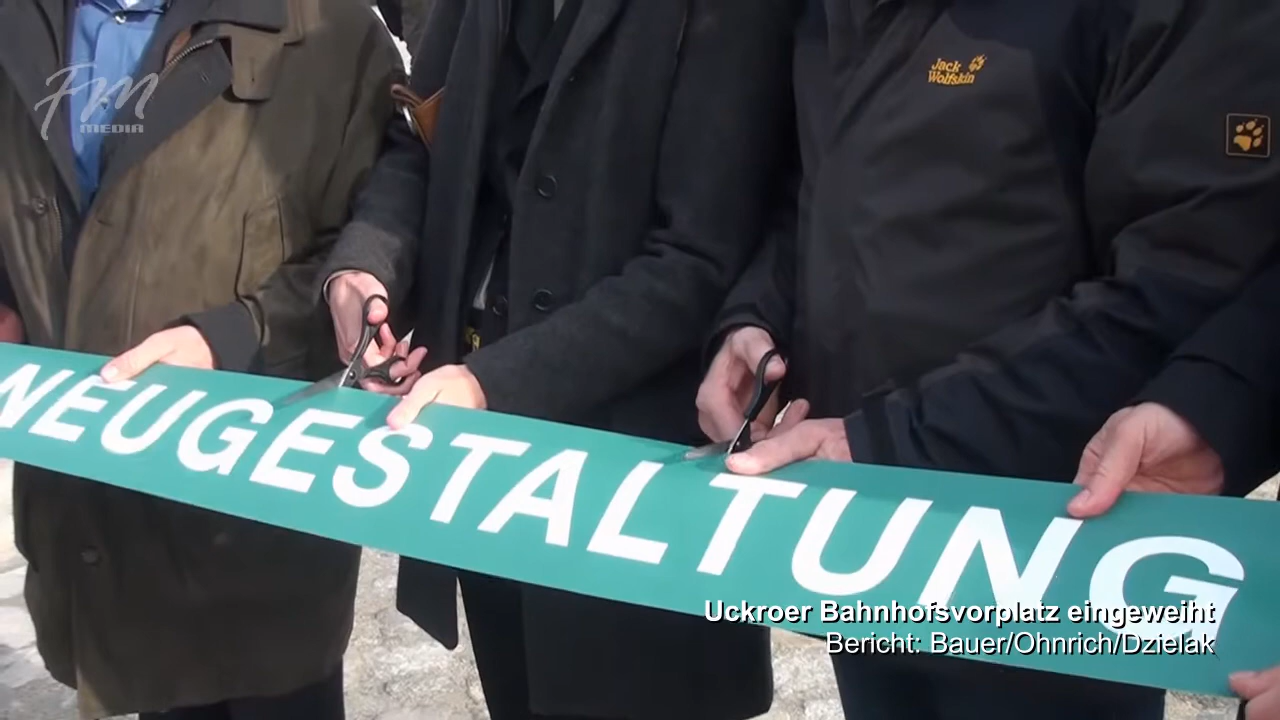 FM
MEDIA
Jack
Wolfskin
NEUGESTALTUNG
Uckroer Bahnhofsvorplatz eingeweiht
Bericht: Bauer/Ohnrich/Dzielak